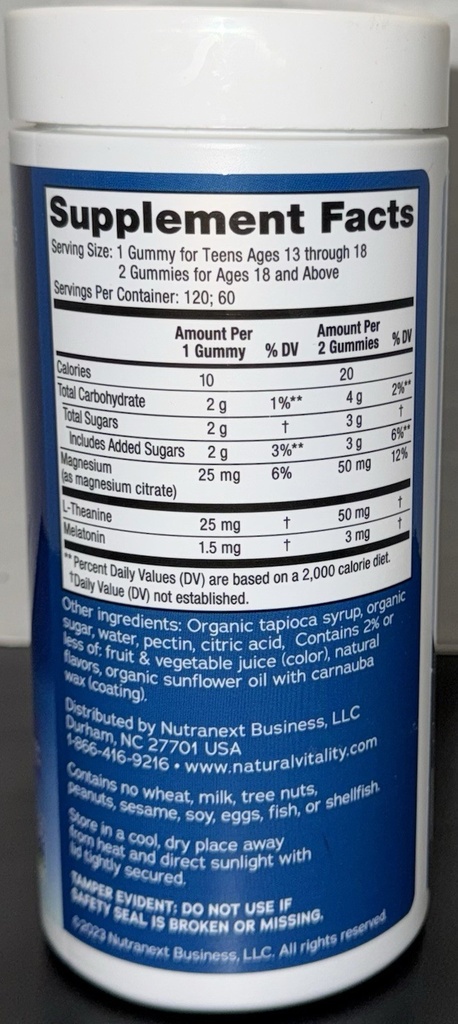 Supplement Facts
Serving Size: 1 Gummy for Teens Ages 13 through 18
2 Gummies for Ages 18 and Above
Servings Per Container: 120; 60
Amount Per 1 Gummy % DV Amount Per 2 Gummies % DV
Calories 10 20
Total Carbohydrate 2 g 1%** 4 g 2%**
Total Sugars 2 g † 3 g †
Includes Added Sugars 2 g 3%** 3 g 6%**
Magnesium (as magnesium citrate) 25 mg 6% 50 mg 12%
L-Theanine 25 mg † 50 mg †
Melatonin 1.5 mg † 3 mg †
**Percent Daily Values (DV) are based on a 2,000 calorie diet.
†Daily Value (DV) not established.
Other ingredients: Organic tapioca syrup, organic
sugar, water, pectin, citric acid, Contains 2% or
less of: fruit & vegetable juice (color), natural
flavors, organic sunflower oil with carnauba
wax (coating).
Distributed by Nutranext Business, LLC
Durham, NC 27701 USA
1-866-416-9216 • www.naturalvitality.com
Contains no wheat, milk, tree nuts,
peanuts, sesame, soy, eggs, fish, or shellfish.
Store in a cool, dry place away
from heat and direct sunlight with
lid tightly secured.
TAMPER EVIDENT: DO NOT USE IF
SAFETY SEAL IS BROKEN OR MISSING.
©2023 Nutranext Business, LLC. All rights reserved.